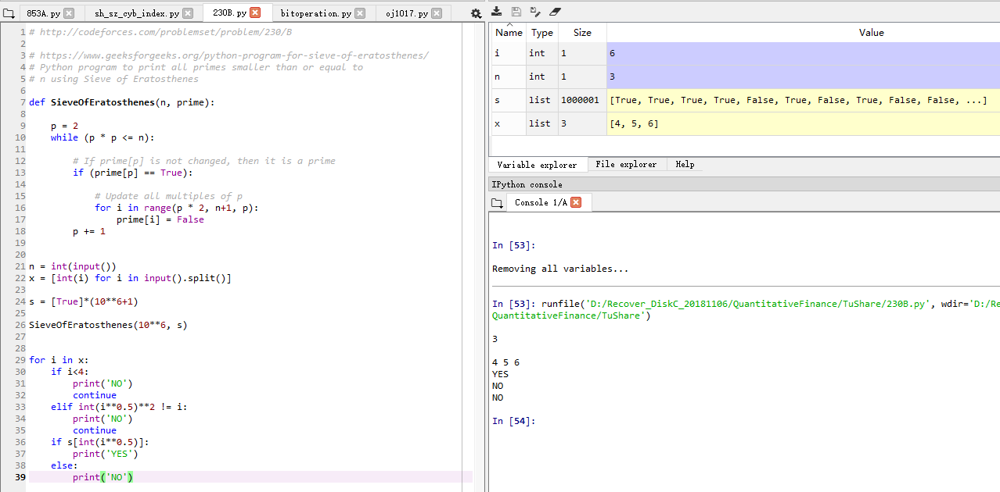 853A.py
sh_sz_cyb_index.py
230B.py
bitoperation.py
oj1017.py
1 # http://codeforces.com/problemset/problem/230/B
2
3 # https://www.geeksforgeeks.org/python-program-for-sieve-of-eratosthenes/
4 # Python program to print all primes smaller than or equal to
5 # n using Sieve of Eratosthenes
6
7 def SieveOfEratosthenes(n, prime):
8
9     p = 2
10     while (p * p <= n):
11
12         # If prime[p] is not changed, then it is a prime
13         if (prime[p] == True):
14
15             # Update all multiples of p
16             for i in range(p * 2, n+1, p):
17                 prime[i] = False
18         p += 1
19
20
21 n = int(input())
22 x = [int(i) for i in input().split()]
23
24 s = [True]*(10**6+1)
25
26 SieveOfEratosthenes(10**6, s)
27
28
29 for i in x:
30     if i<4:
31         print('NO')
32         continue
33     elif int(i**0.5)**2 != i:
34         print('NO')
35         continue
36     if s[int(i**0.5)]:
37         print('YES')
38     else:
39         print('NO')
Name Type Size Value
i int 1 6
n int 1 3
s list 1000001 [True, True, True, True, False, True, False, True, False, False, ...]
x list 3 [4, 5, 6]
Variable explorer File explorer Help
IPython console
Console 1/A
In [53]:
Removing all variables...
In [53]: runfile('D:/Recover_DiskC_20181106/QuantitativeFinance/TuShare/230B.py', wdir='D:/Re
QuantitativeFinance/TuShare')
3
4 5 6
YES
NO
NO
In [54]: